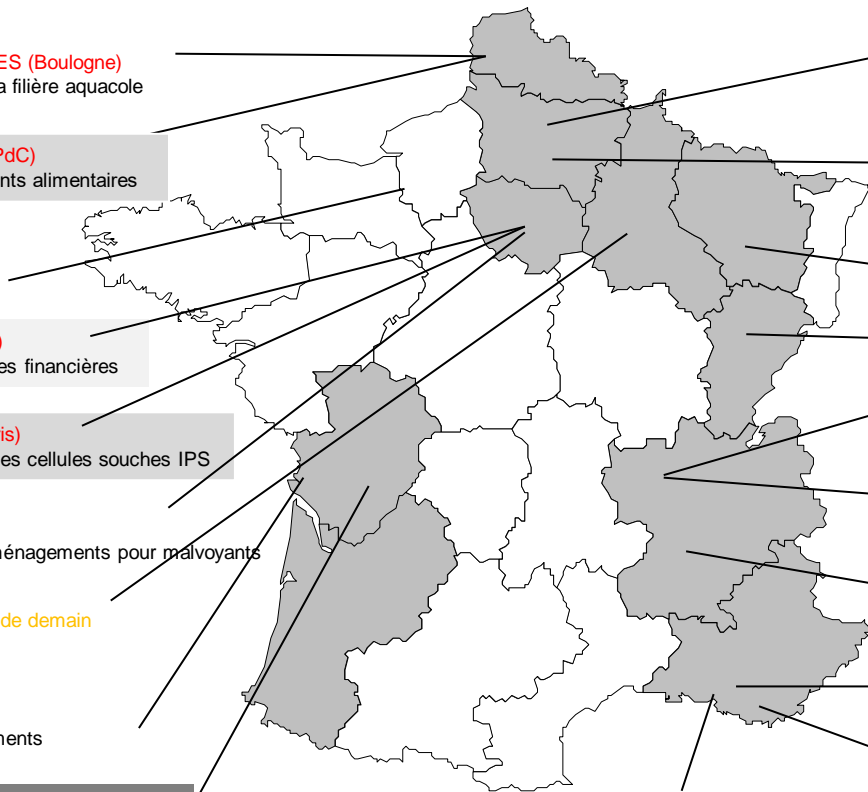 ES (Boulogne)
a filière aquacole
PdC)
nts alimentaires
)
es financières
is)
es cellules souches IPS
énagements pour malvoyants
de demain
ments